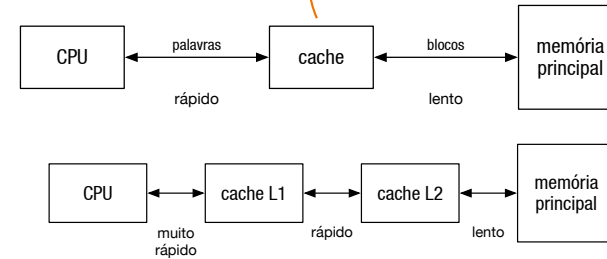 CPU
palavras
cache
blocos
memória
principal
rápido
lento
CPU
cache L1
cache L2
memória
principal
muito
rápido
rápido
lento